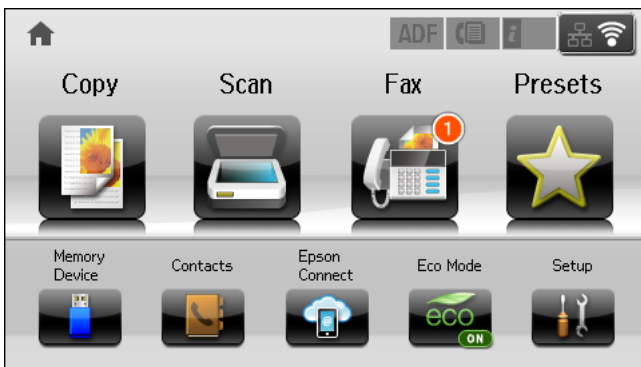 ADF i
Copy Scan Fax Presets
1
Memory Device Contacts Epson Connect Eco Mode Setup
@ eco
ON